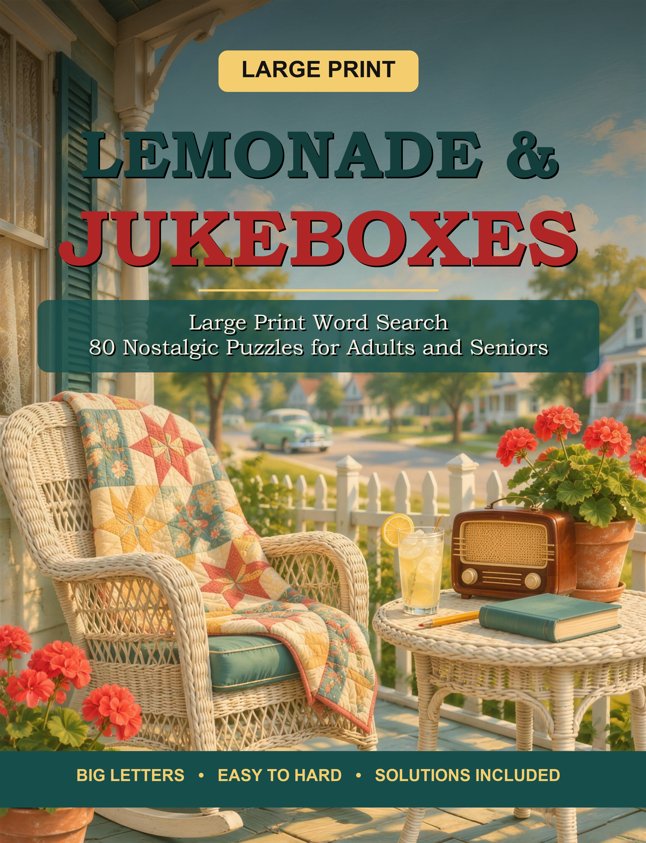 LARGE PRINT
LEMONADE &
JUKEBOXES
Large Print Word Search
80 Nostalgic Puzzles for Adults and Seniors
BIG LETTERS • EASY TO HARD • SOLUTIONS INCLUDED